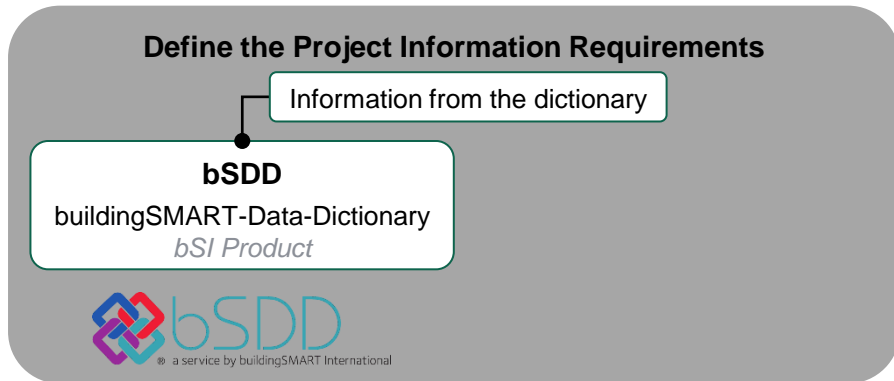 Define the Project Information Requirements
Information from the dictionary
bSDD
buildingSMART-Data-Dictionary
bSI Product
bSDD
® a service by buildingSMART International